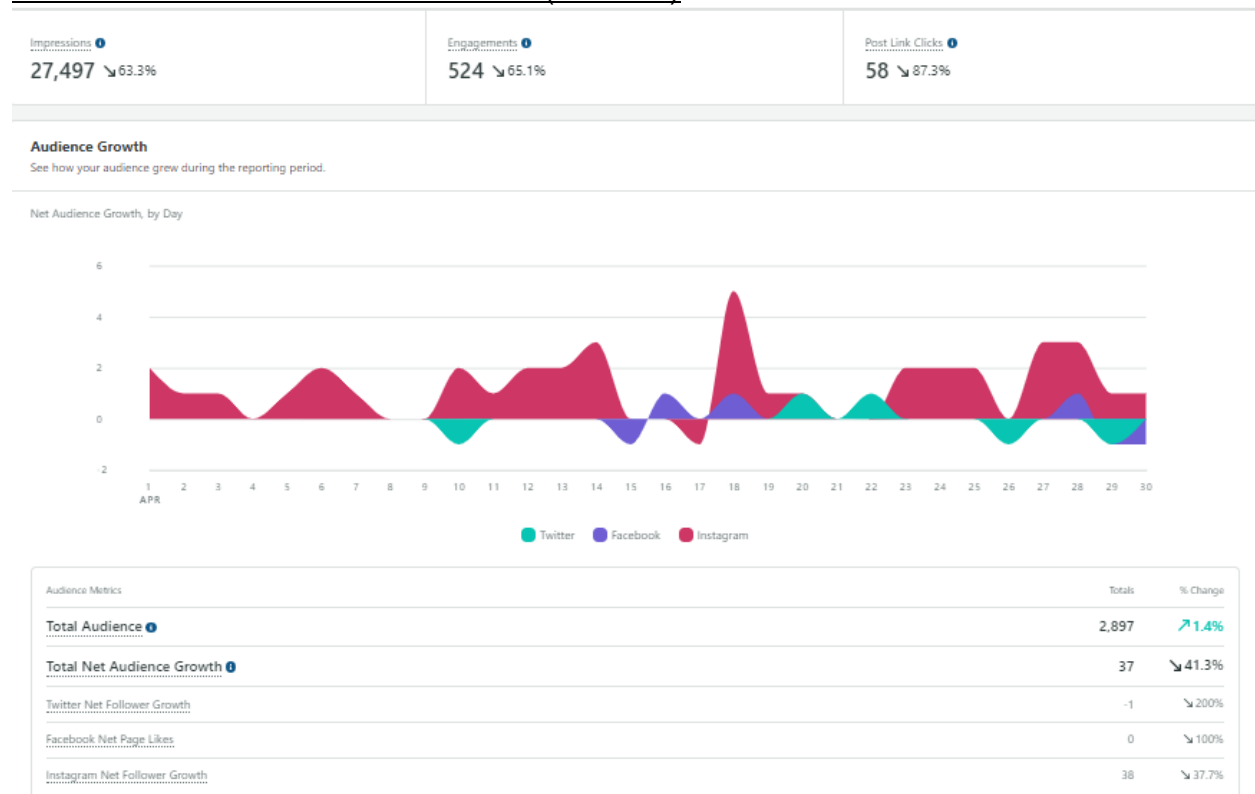 Impressions
27,497 ↘63.3%
Engagements
524 ↘65.1%
Post Link Clicks
58 ↘87.3%
Audience Growth
See how your audience grew during the reporting period.
Net Audience Growth, by Day
6
4
2
0
-2
1 2 3 4 5 6 7 8 9 10 11 12 13 14 15 16 17 18 19 20 21 22 23 24 25 26 27 28 29 30
APR
Twitter Facebook Instagram
Audience Metrics Totals % Change
Total Audience 2,897 ↗1.4%
Total Net Audience Growth 37 ↘41.3%
Twitter Net Follower Growth -1 ↘200%
Facebook Net Page Likes 0 ↘100%
Instagram Net Follower Growth 38 ↘37.7%